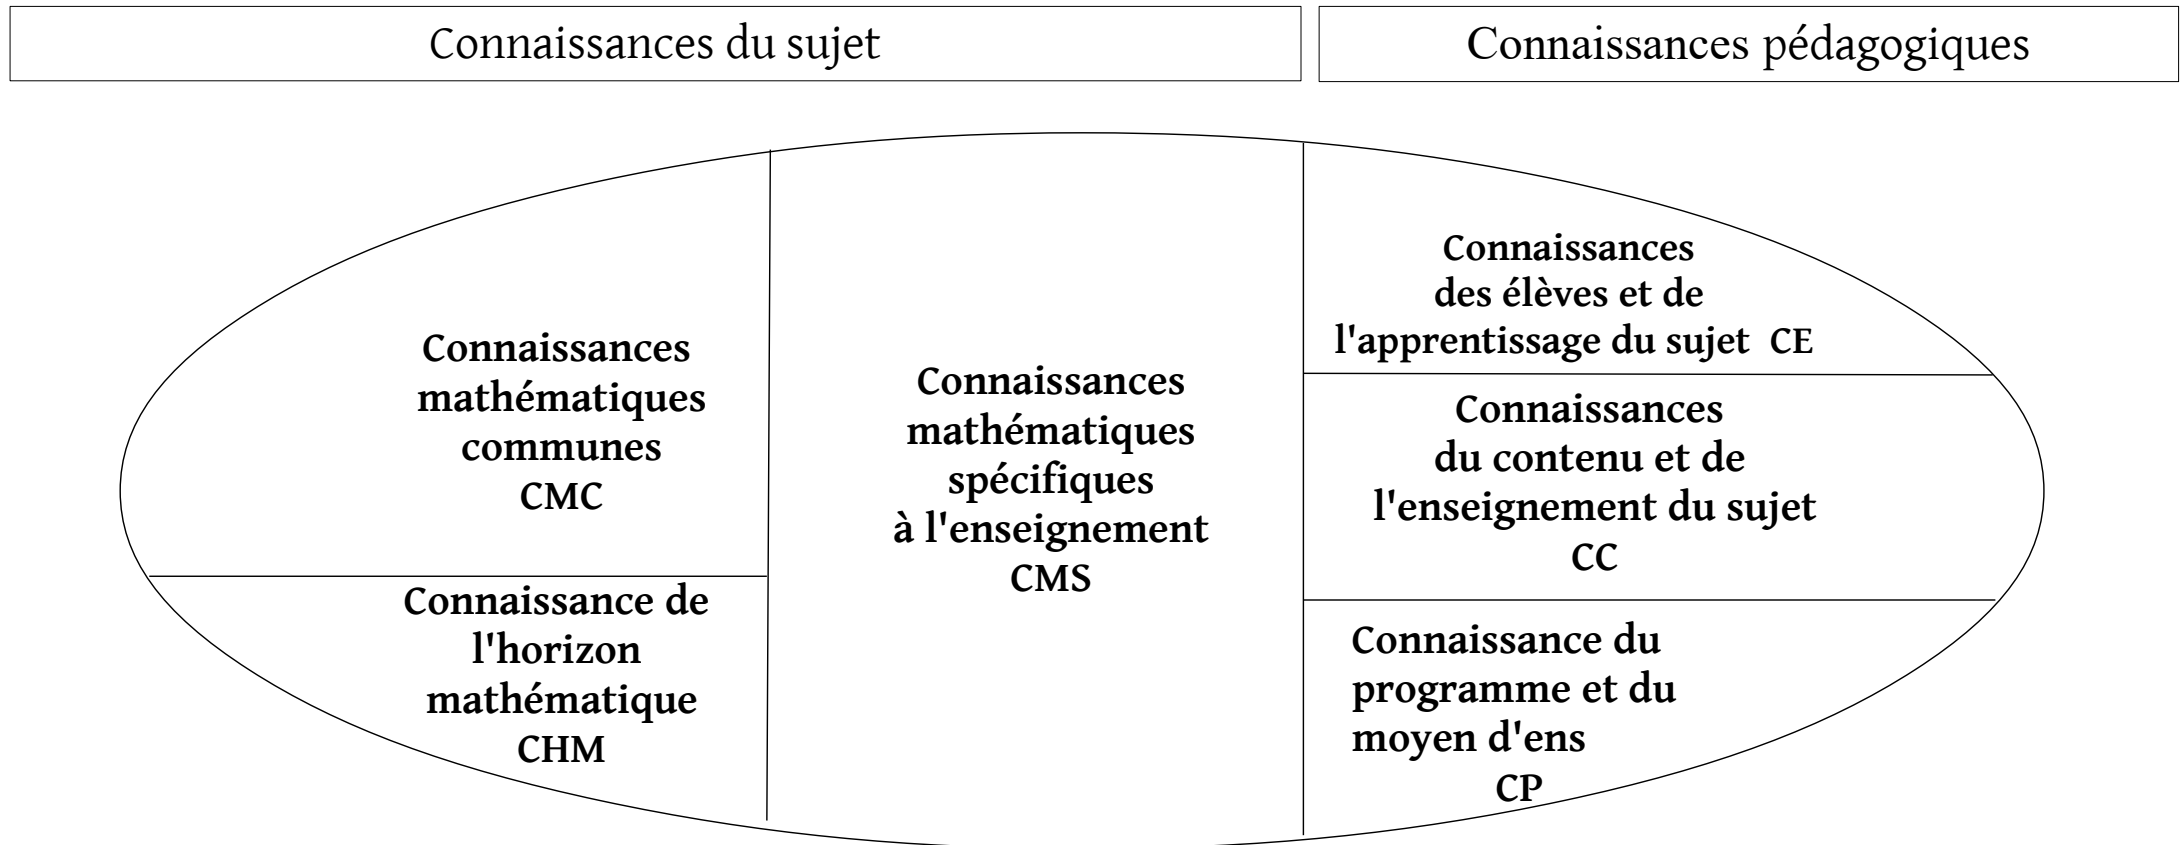 Connaissances du sujet
Connaissances pédagogiques
Connaissances
mathématiques
communes
CMC
Connaissance de
l'horizon
mathématique
CHM
Connaissances
mathématiques
spécifiques
à l'enseignement
CMS
Connaissances
des élèves et de
l'apprentissage du sujet CE
Connaissances
du contenu et de
l'enseignement du sujet
CC
Connaissance du
programme et du
moyen d'ens
CP